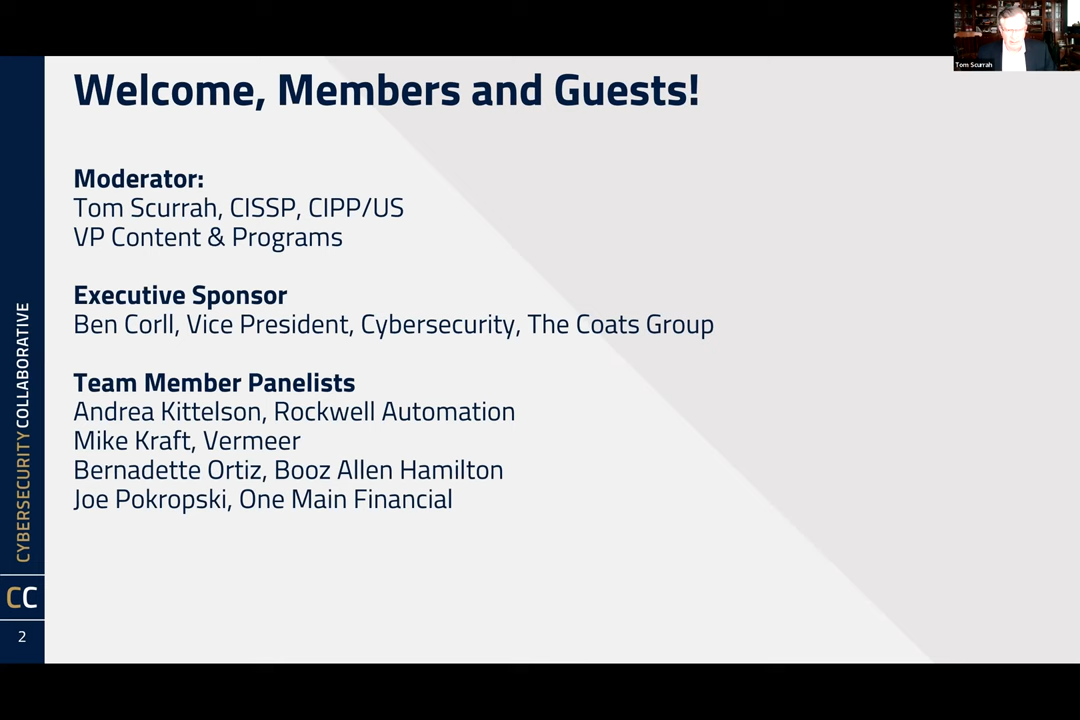 Tom Scurrah
Welcome, Members and Guests!
Moderator:
Tom Scurrah, CISSP, CIPP/US
VP Content & Programs
Executive Sponsor
Ben Corll, Vice President, Cybersecurity, The Coats Group
Team Member Panelists
Andrea Kittelson, Rockwell Automation
Mike Kraft, Vermeer
Bernadette Ortiz, Booz Allen Hamilton
Joe Pokropski, One Main Financial
CYBERSECURITY COLLABORATIVE
CC
2